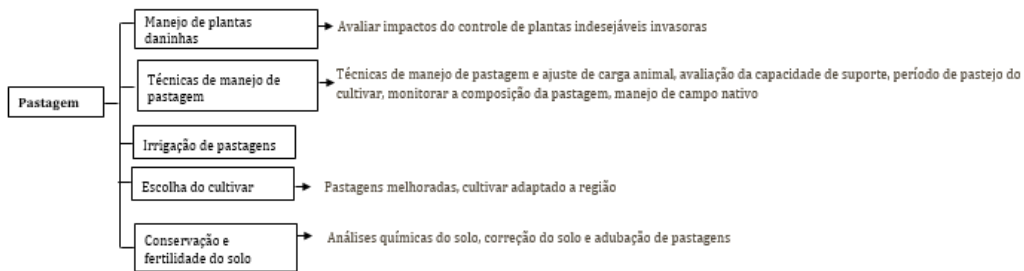 Manejo de plantas
daninhas
Avaliar impactos do controle de plantas indesejáveis invasoras
Técnicas de manejo de
pastagem
Técnicas de manejo de pastagem e ajuste de carga animal, avaliação da capacidade de suporte, período de pastejo do
cultivar, monitorar a composição da pastagem, manejo de campo nativo
Pastagem
Irrigação de pastagens
Escolha do cultivar
Pastagens melhoradas, cultivar adaptado a região
Conservação e
fertilidade do solo
Análises químicas do solo, correção do solo e adubação de pastagens